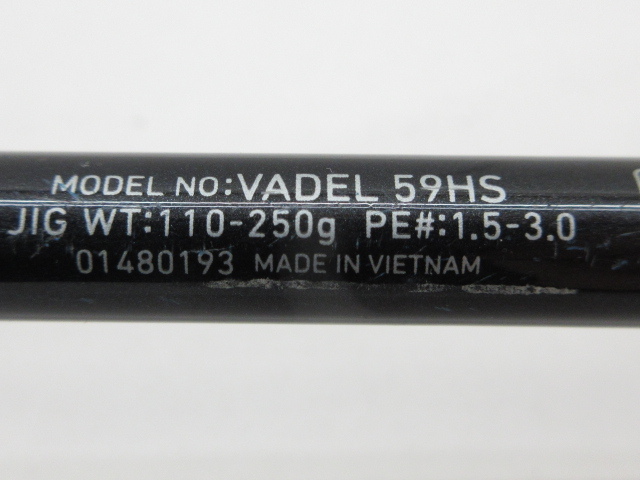 MODEL NO:VADEL 59HS
JIG WT:110-250g PE#:1.5-3.0
01480193 MADE IN VIETNAM